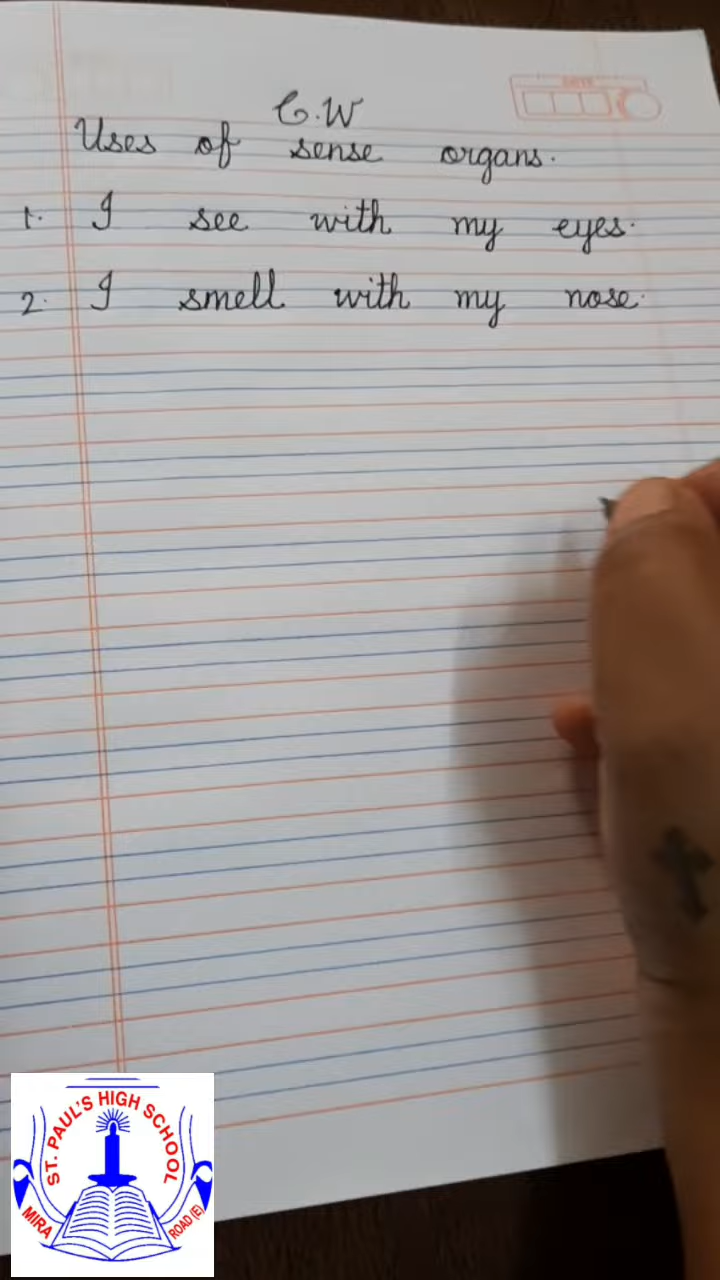 C.W
Uses of sense organs.
1. I see with my eyes.
2. I smell with my nose.
ST. PAUL'S HIGH SCHOOL
MIRA ROAD (E)